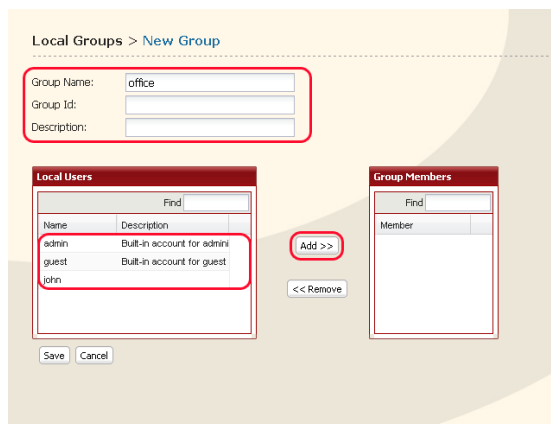 Local Groups > New Group
Group Name: office
Group Id:
Description:
Local Users
Find
Name Description
admin Built-in account for admini
guest Built-in account for guest
john
Add >>
<< Remove
Group Members
Find
Member
Save Cancel